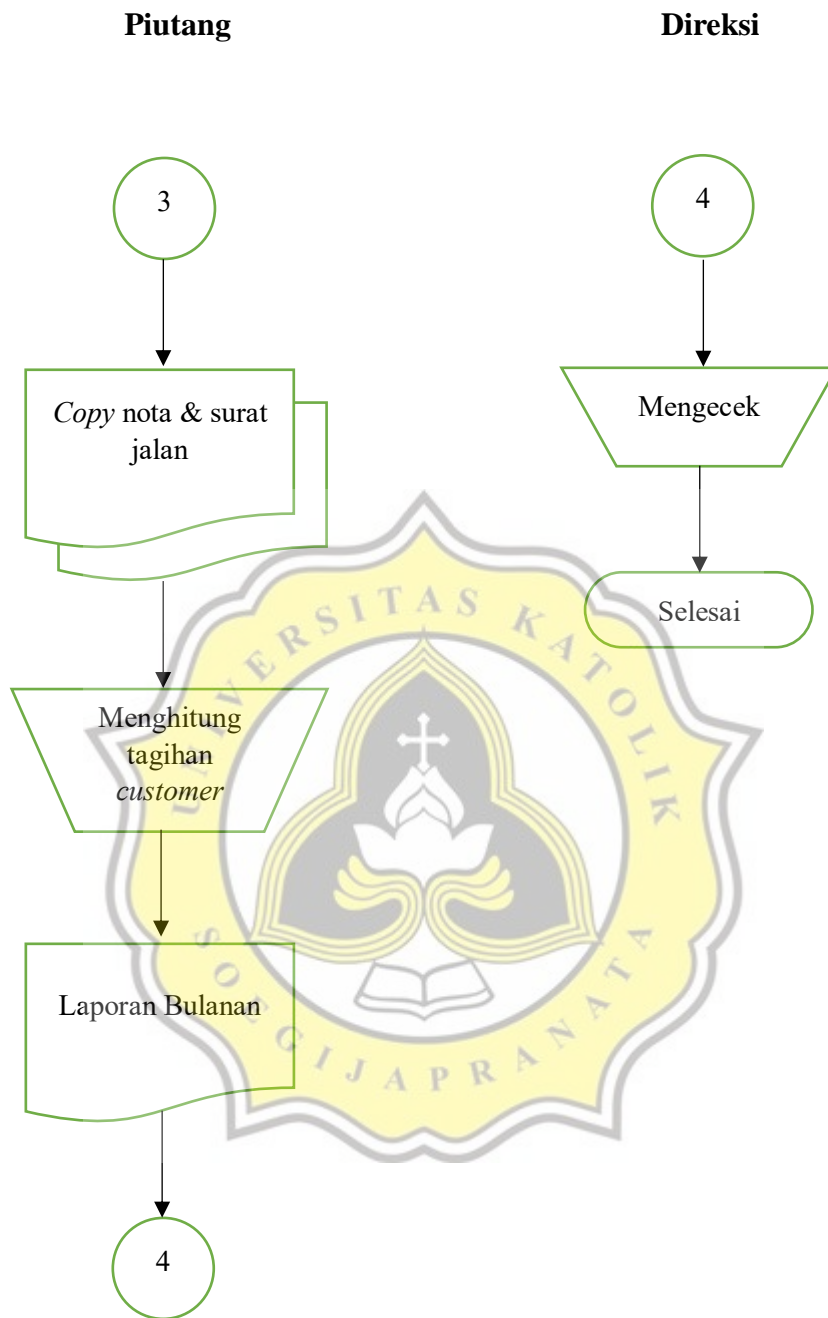 Piutang
3
Copy nota & surat
jalan
Menghitung
tagihan
customer
Laporan Bulanan
4
Direksi
4
Mengecek
Selesai
UNIVERSITAS KATOLIK
SOEGIJAPRANATA